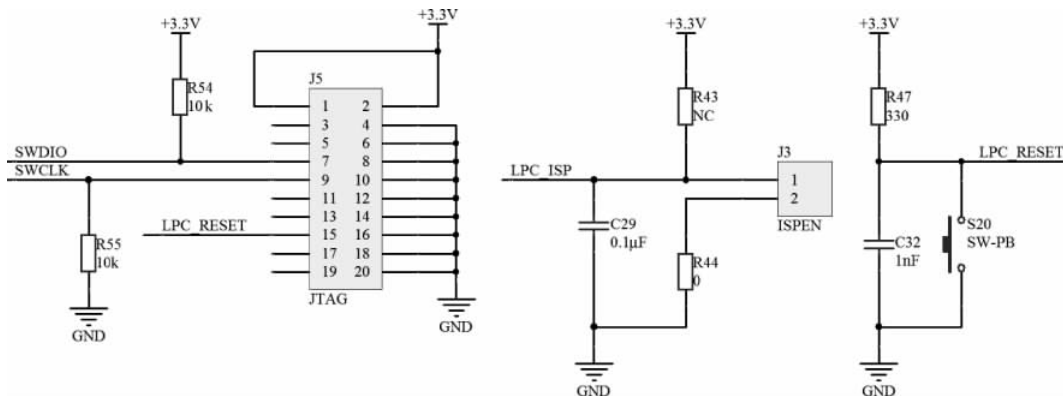 +3.3V
+3.3V
R54
10k
J5
1 2
3 4
5 6
SWDIO
7 8
SWCLK
9 10
11 12
13 14
LPC_RESET
15 16
17 18
19 20
R55
10k
JTAG
GND
GND
+3.3V
R43
NC
J3
LPC_ISP
1
2
ISPEN
C29
0.1µF
R44
0
GND
+3.3V
R47
330
LPC_RESET
S20
SW-PB
C32
1nF
GND